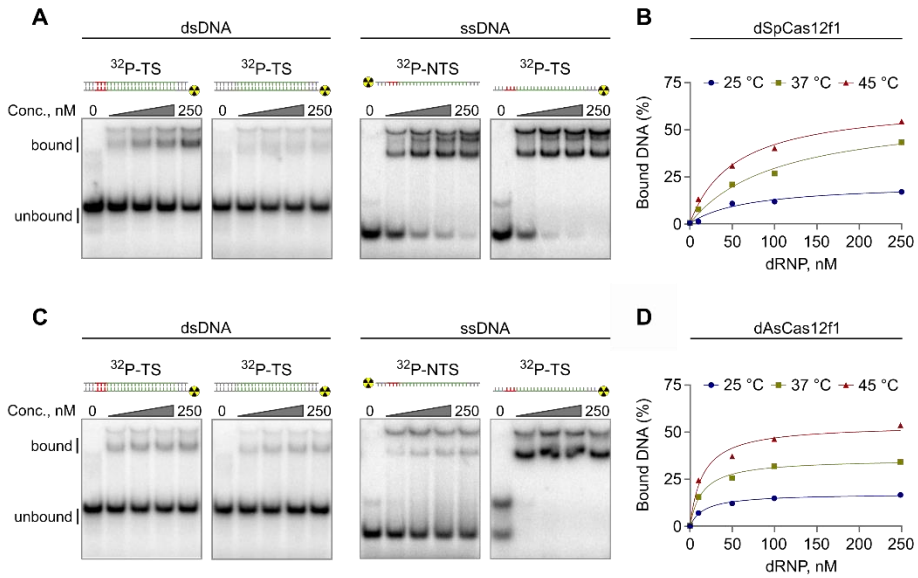 A
dsDNA
ssDNA
32P-TS
32P-TS
32P-NTS
32P-TS
Conc., nM 0 250 0 250 0 250 0 250
bound
unbound
B
dSpCas12f1
25 °C 37 °C 45 °C
Bound DNA (%)
75
50
25
0
0 50 100 150 200 250
dRNP, nM
C
dsDNA
ssDNA
32P-TS
32P-TS
32P-NTS
32P-TS
Conc., nM 0 250 0 250 0 250 0 250
bound
unbound
D
dAsCas12f1
25 °C 37 °C 45 °C
Bound DNA (%)
75
50
25
0
0 50 100 150 200 250
dRNP, nM